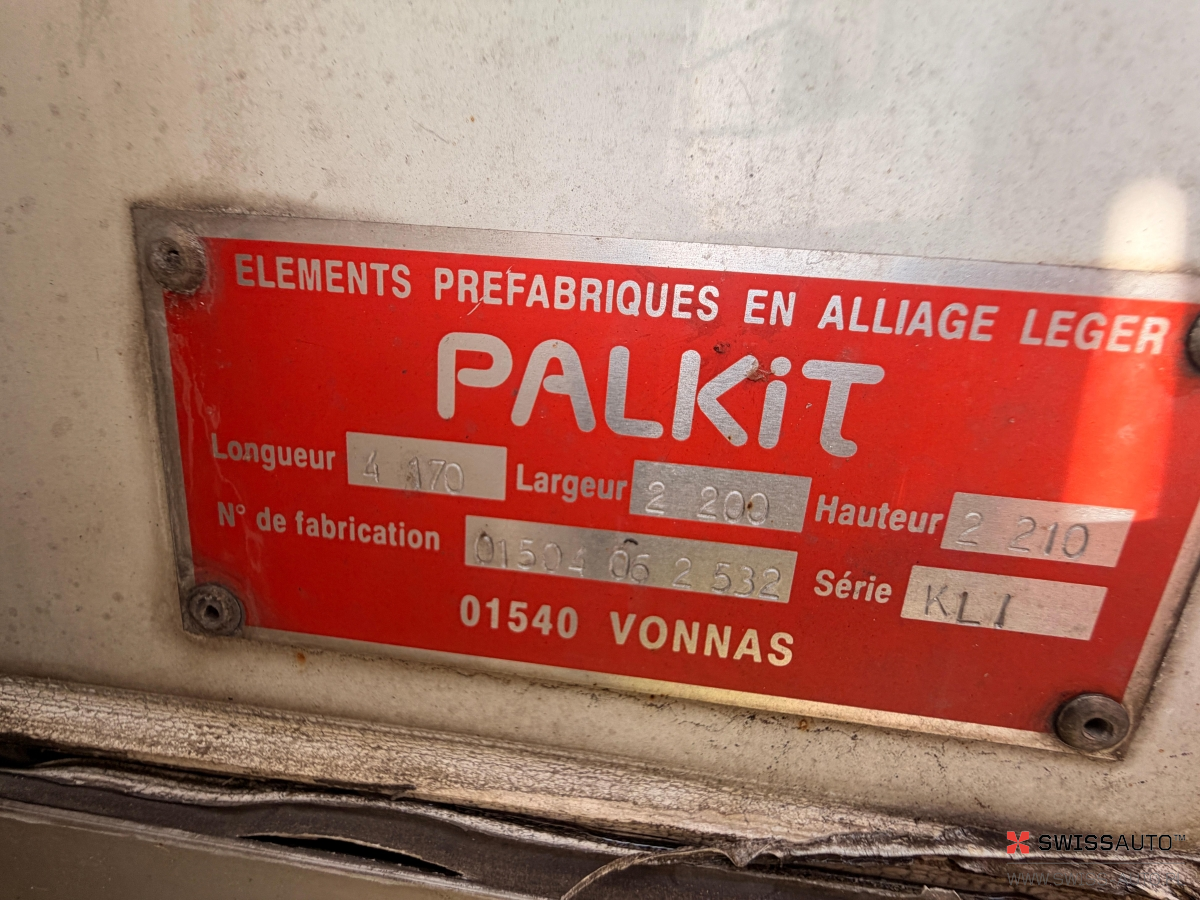 ELEMENTS PREFABRIQUES EN ALLIAGE LEGER
PALKiT
Longueur 4 170 Largeur 2 200 Hauteur 2 210
N° de fabrication 01504 06 2 532 Série KLI
01540 VONNAS
SWISSAUTO™